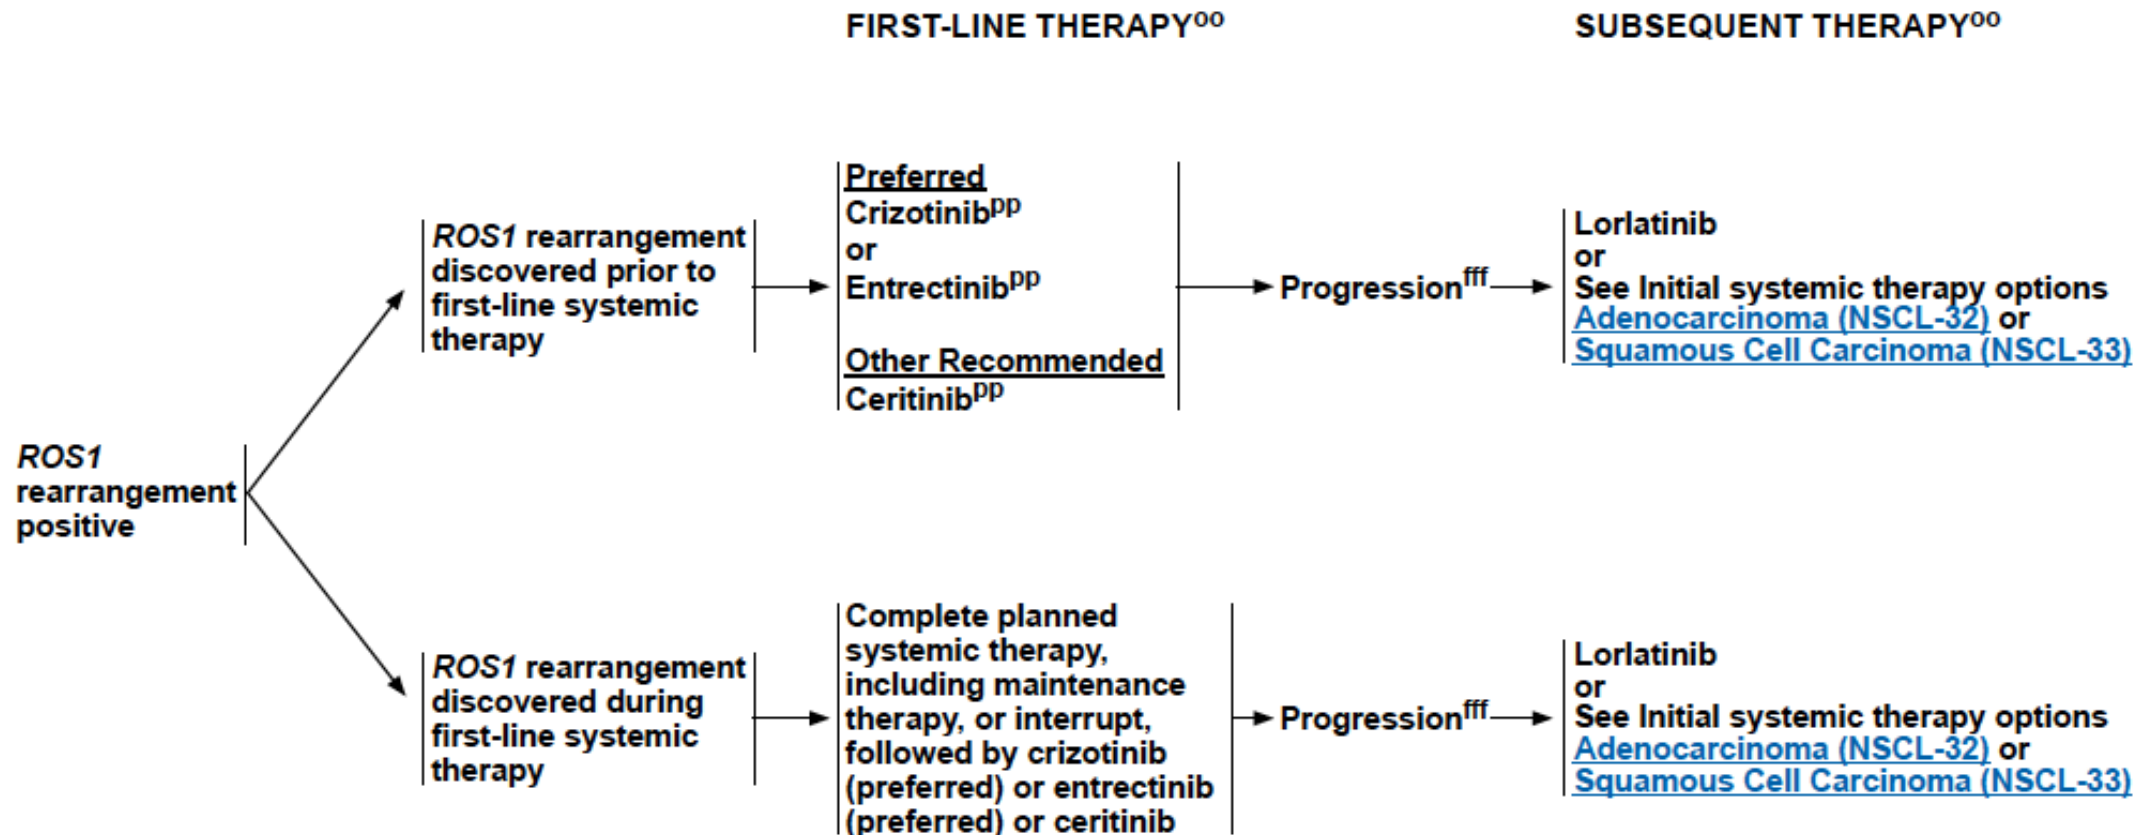 FIRST-LINE THERAPYoo
SUBSEQUENT THERAPYoo
ROS1
rearrangement
positive
ROS1 rearrangement
discovered prior to
first-line systemic
therapy
Preferred
Crizotinibpp
or
Entrectinibpp
Other Recommended
Ceritinibpp
Progressionfff
Lorlatinib
or
See Initial systemic therapy options
Adenocarcinoma (NSCL-32) or
Squamous Cell Carcinoma (NSCL-33)
ROS1 rearrangement
discovered during
first-line systemic
therapy
Complete planned
systemic therapy,
including maintenance
therapy, or interrupt,
followed by crizotinib
(preferred) or entrectinib
(preferred) or ceritinib
Progressionfff
Lorlatinib
or
See Initial systemic therapy options
Adenocarcinoma (NSCL-32) or
Squamous Cell Carcinoma (NSCL-33)